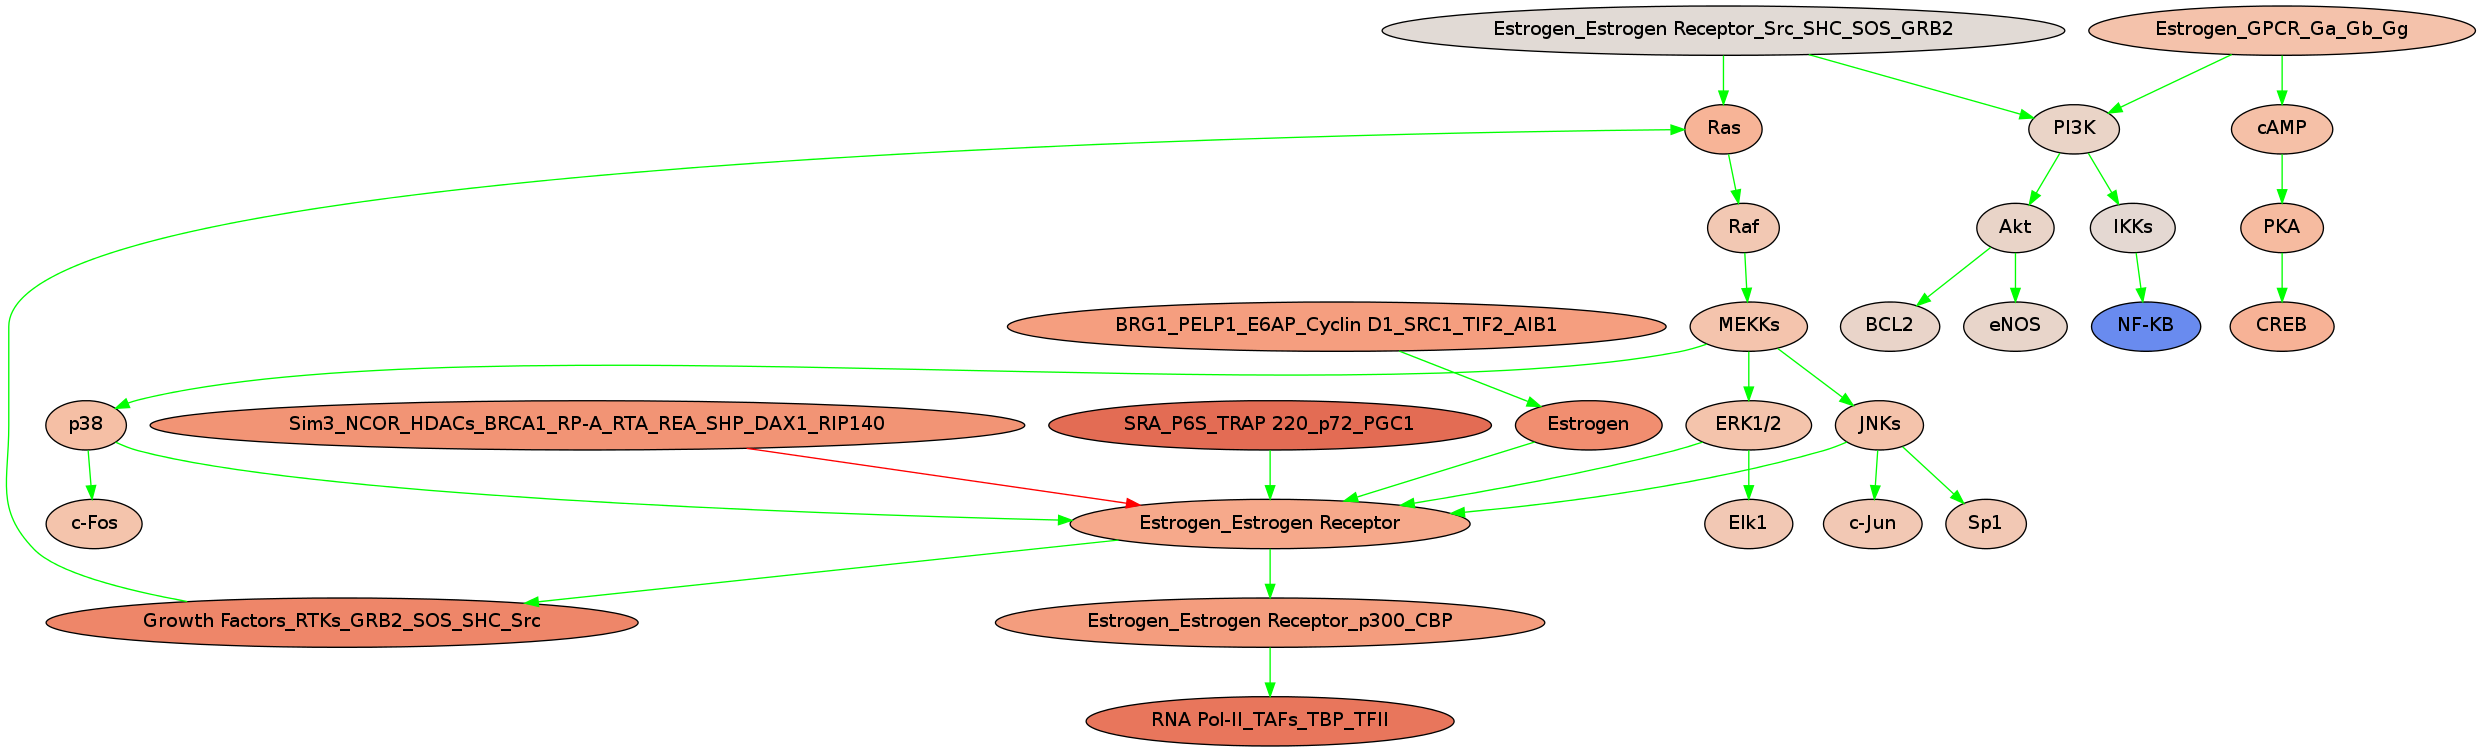 Estrogen_Estrogen Receptor_Src_SHC_SOS_GRB2
Estrogen_GPCR_Ga_Gb_Gg
Ras
PI3K
cAMP
Raf
Akt
IKKs
PKA
BRG1_PELP1_E6AP_Cyclin D1_SRC1_TIF2_AIB1
MEKKs
BCL2
eNOS
NF-KB
CREB
p38
Sim3_NCOR_HDACs_BRCA1_RP-A_RTA_REA_SHP_DAX1_RIP140
SRA_P6S_TRAP 220_p72_PGC1
Estrogen
ERK1/2
JNKs
c-Fos
Estrogen_Estrogen Receptor
Elk1
c-Jun
Sp1
Growth Factors_RTKs_GRB2_SOS_SHC_Src
Estrogen_Estrogen Receptor_p300_CBP
RNA Pol-II_TAFs_TBP_TFII